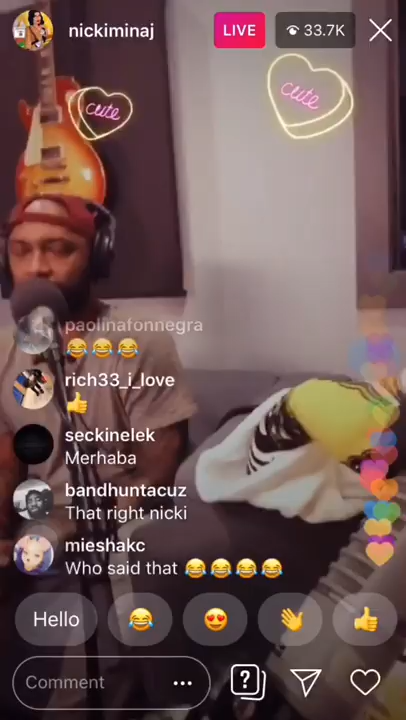 nickiminaj
LIVE
33.7K
cute
cute
paolinafonnegra
😂😂😂
rich33_i_love
👍
seckinelek
Merhaba
bandhuntacuz
That right nicki
mieshakc
Who said that 😂😂😂😂
Hello
😂
😍
👋
👍
Comment